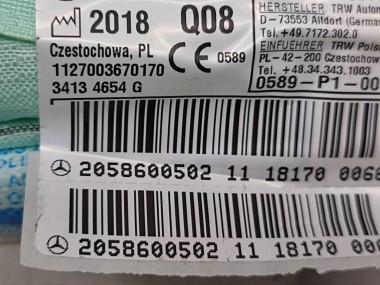 2018 Q08
Czestochowa, PL
0589
1127003670170
3413 4654 G
HERSTELLER TRW Autom
D-73553 Alfdorf (German
Tel. +49.7172.302.0
EINFUEHRER TRW Polsk
PL-42-200 Czestochow
Tel. +48.34.343.1003
0589-P1-00
2058600502 11 18170 0068
2058600502 11 18170 000